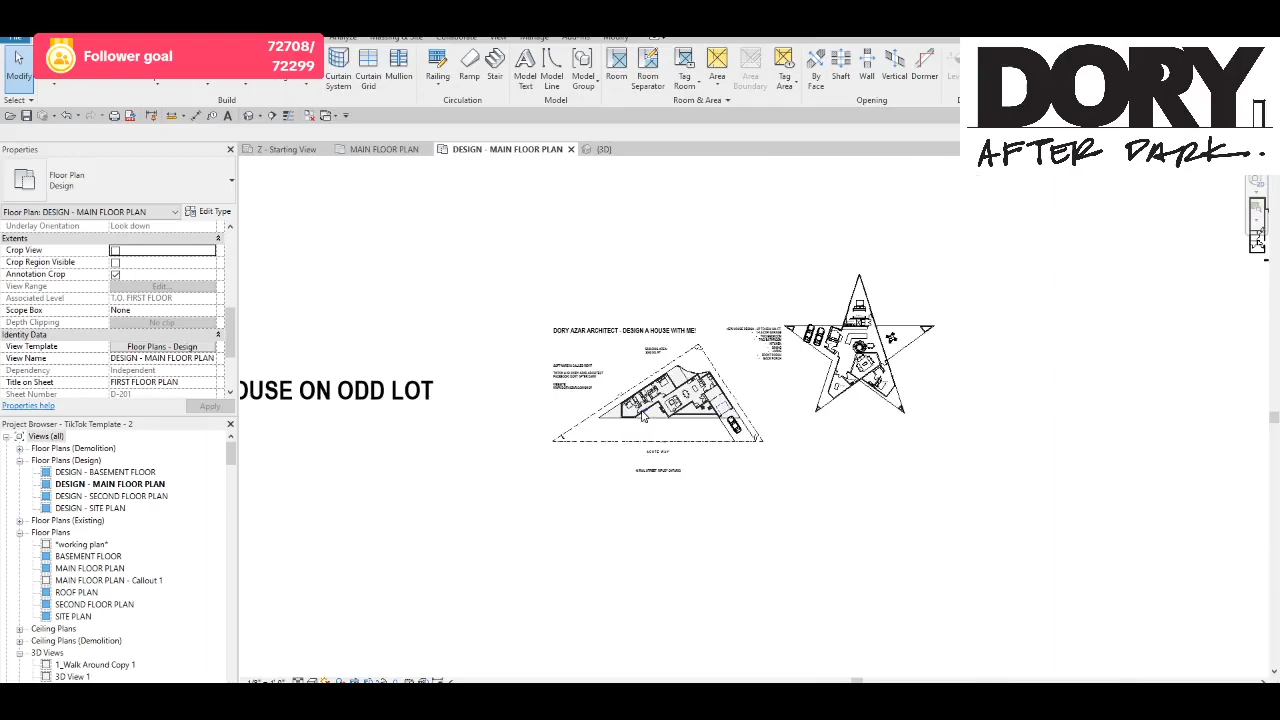 Follower goal
72708/
72299
DORY
AFTER DARK.
Modify
Select
Build
Curtain
System
Curtain
Grid
Mullion
Railing
Ramp
Stair
Circulation
Model
Text
Model
Line
Model
Group
Model
Room
Room
Separator
Tag
Room
Area
Area
Boundary
Tag
Area
Room & Area
By
Face
Shaft
Wall
Vertical
Dormer
Opening
Properties
Z - Starting View
MAIN FLOOR PLAN
DESIGN - MAIN FLOOR PLAN
{3D}
Floor Plan
Design
Floor Plan: DESIGN - MAIN FLOOR PLAN
Edit Type
Underlay Orientation
Look down
Extents
Crop View
Crop Region Visible
Annotation Crop
View Range
Edit...
Associated Level
T.O. FIRST FLOOR
Scope Box
None
Depth Clipping
No clip
Identity Data
View Template
Floor Plans - Design
View Name
DESIGN - MAIN FLOOR PLAN
Dependency
Independent
Title on Sheet
FIRST FLOOR PLAN
Sheet Number
D-201
Properties help
Apply
Project Browser - TikTok Template - 2
Views (all)
Floor Plans (Demolition)
Floor Plans (Design)
DESIGN - BASEMENT FLOOR
DESIGN - MAIN FLOOR PLAN
DESIGN - SECOND FLOOR PLAN
DESIGN - SITE PLAN
Floor Plans (Existing)
Floor Plans
*working plan*
BASEMENT FLOOR
MAIN FLOOR PLAN
MAIN FLOOR PLAN - Callout 1
ROOF PLAN
SECOND FLOOR PLAN
SITE PLAN
Ceiling Plans
Ceiling Plans (Demolition)
3D Views
1_Walk Around Copy 1
3D View 1
OUSE ON ODD LOT
DORY AZAR ARCHITECT - DESIGN A HOUSE WITH ME!
ACUTE WAY